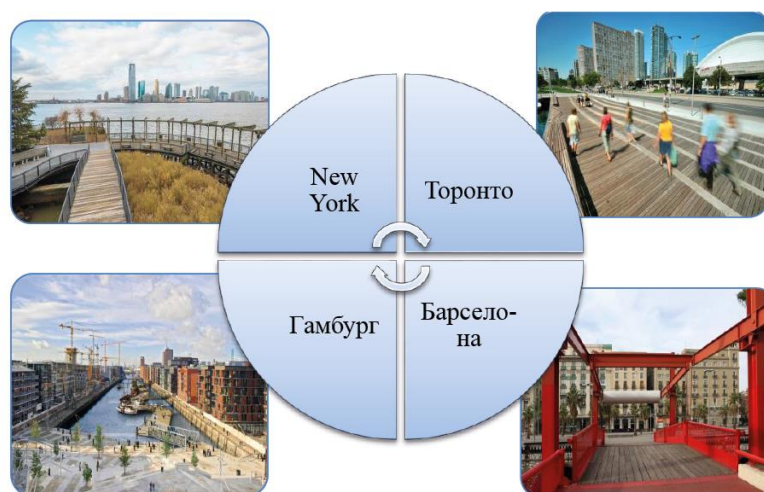 New
York
Торонто
Гамбург
Барсело-
на